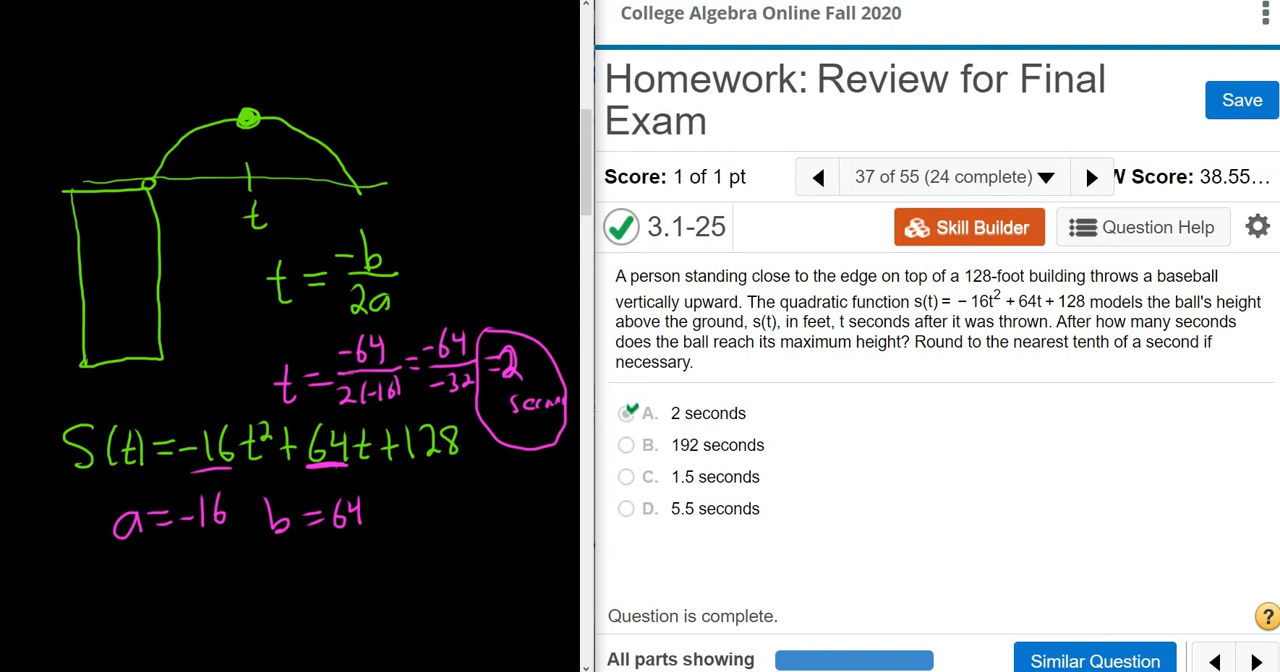 t
t = -b
2a
t = -64 = -64 = 2
2(-16) -32
S(t) = -16t² + 64t + 128
a = -16 b = 64
College Algebra Online Fall 2020
Homework: Review for Final
Exam
Save
Score: 1 of 1 pt
37 of 55 (24 complete)
W Score: 38.55...
3.1-25
Skill Builder
Question Help
A person standing close to the edge on top of a 128-foot building throws a baseball
vertically upward. The quadratic function s(t) = − 16t² + 64t + 128 models the ball's height
above the ground, s(t), in feet, t seconds after it was thrown. After how many seconds
does the ball reach its maximum height? Round to the nearest tenth of a second if
necessary.
A. 2 seconds
B. 192 seconds
C. 1.5 seconds
D. 5.5 seconds
Question is complete.
?
All parts showing
Similar Question